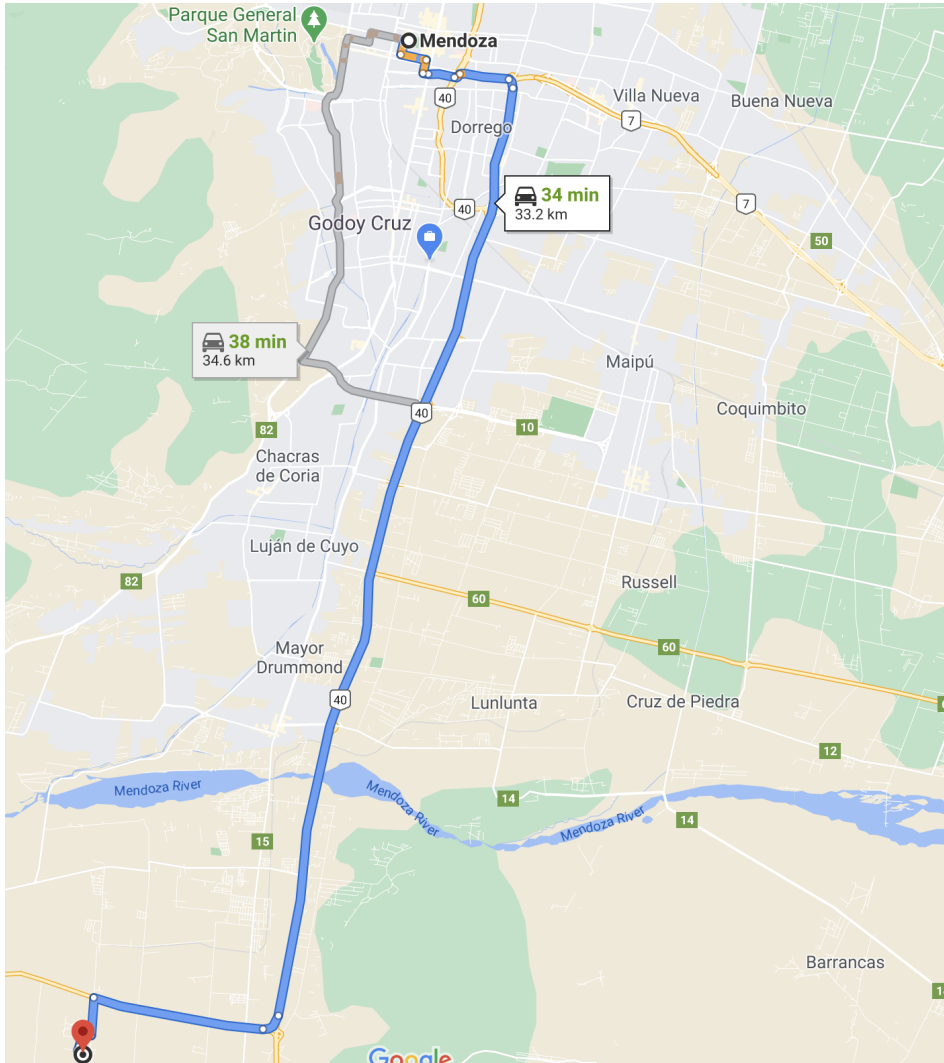 Parque General
San Martin
Mendoza
40
Dorrego
Villa Nueva
7
Buena Nueva
34 min
33.2 km
40
7
Godoy Cruz
50
38 min
34.6 km
Maipú
40
Coquimbito
10
82
Chacras
de Coria
Luján de Cuyo
82
Russell
60
60
Mayor
Drummond
40
Lunlunta
Cruz de Piedra
12
Mendoza River
Mendoza River
14
Mendoza River
14
15
Barrancas
Google